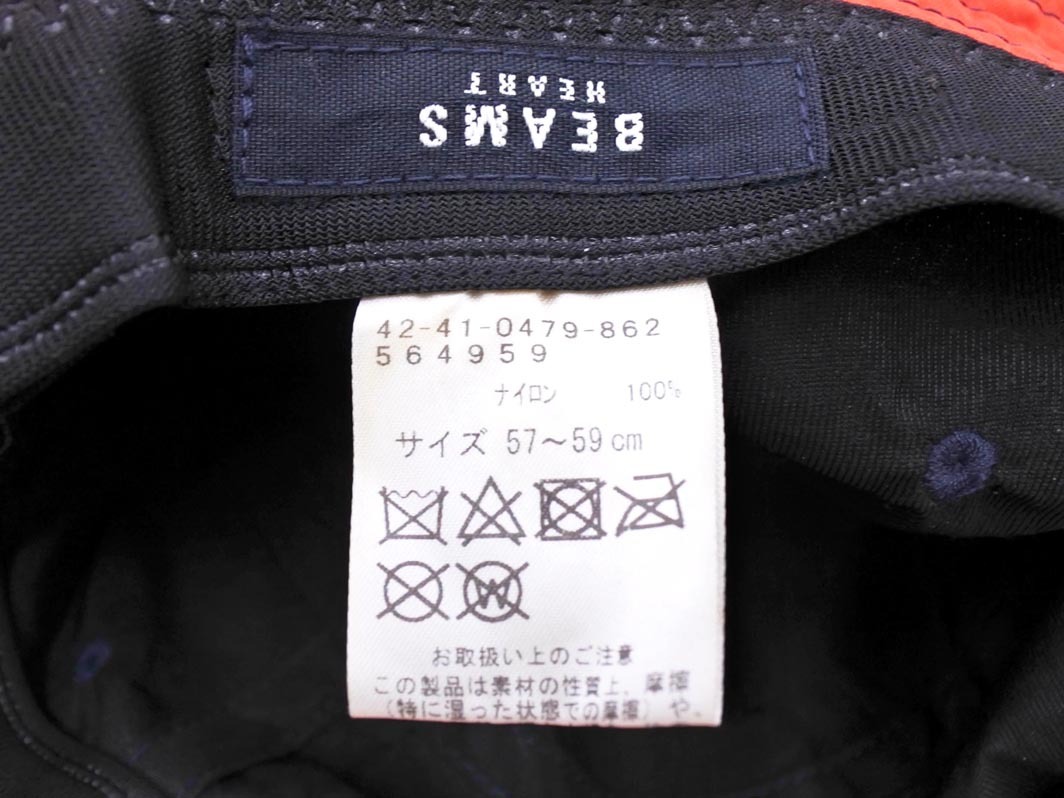 BEAMS
HEART
42-41-0479-862
564959
ナイロン 100%
サイズ 57～59cm
W
お取扱い上のご注意
この製品は素材の性質上、摩擦
(特に湿った状態での摩擦)や、